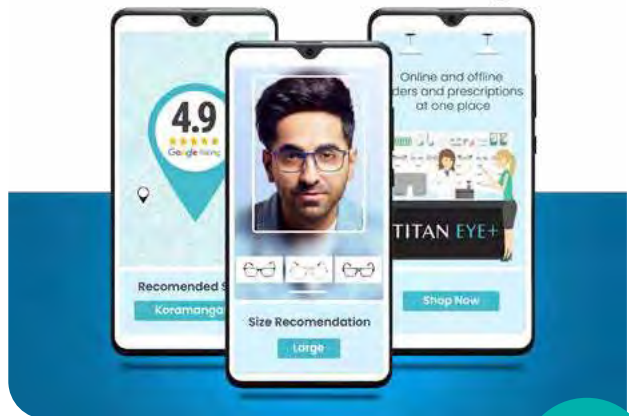 4.9
Google Rating
Recomended S
Koramanga
Size Recomendation
Large
Online and offline
ders and prescriptions
at one place
TITAN EYE+
Shop Now